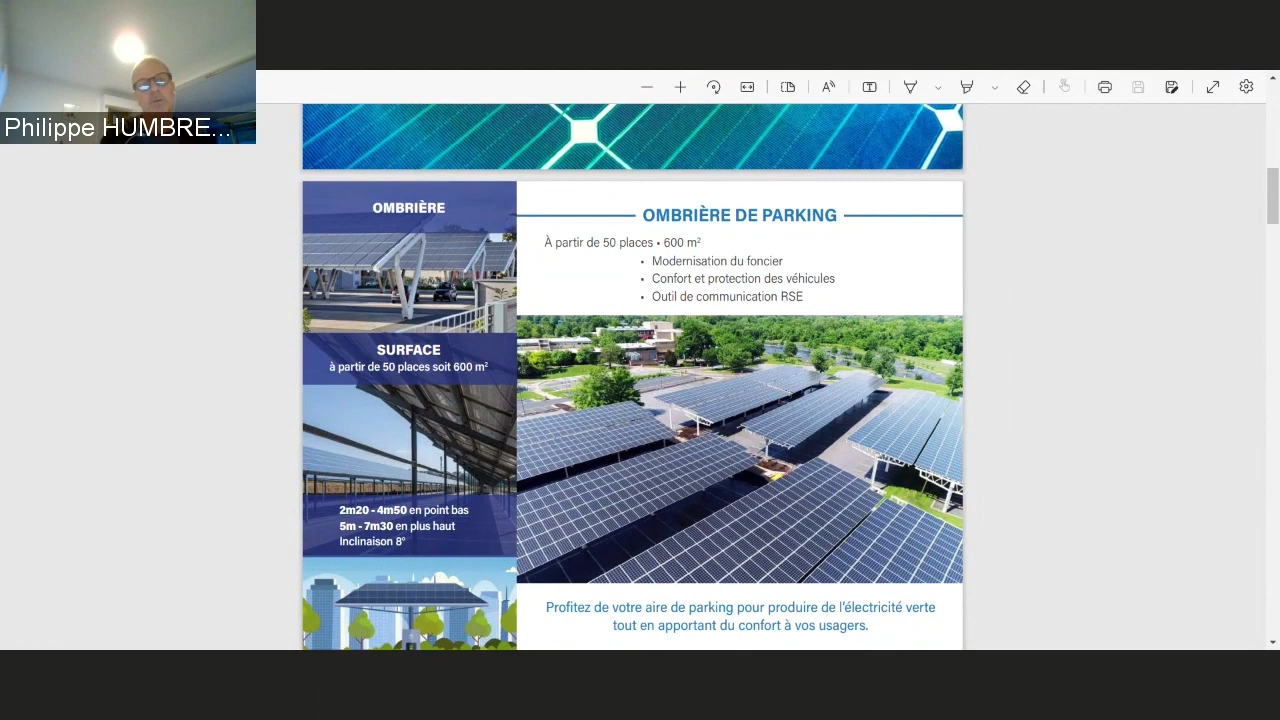 Philippe HUMBRE...
OMBRIÈRE
SURFACE
à partir de 50 places soit 600 m²
2m20 - 4m50 en point bas
5m - 7m30 en plus haut
Inclinaison 8°
OMBRIÈRE DE PARKING
À partir de 50 places • 600 m²
• Modernisation du foncier
• Confort et protection des véhicules
• Outil de communication RSE
Profitez de votre aire de parking pour produire de l'électricité verte
tout en apportant du confort à vos usagers.